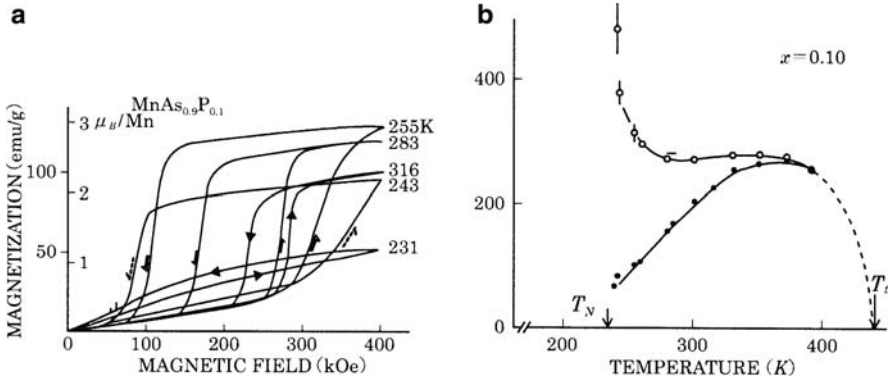 a
MnAs0.9P0.1
3 μB/Mn
2
1
100
50
0
100
200
300
400
255K
283
316
243
231
MAGNETIZATION (emu/g)
MAGNETIC FIELD (kOe)
b
x=0.10
400
200
0
TN
Tt
200
300
400
TEMPERATURE (K)